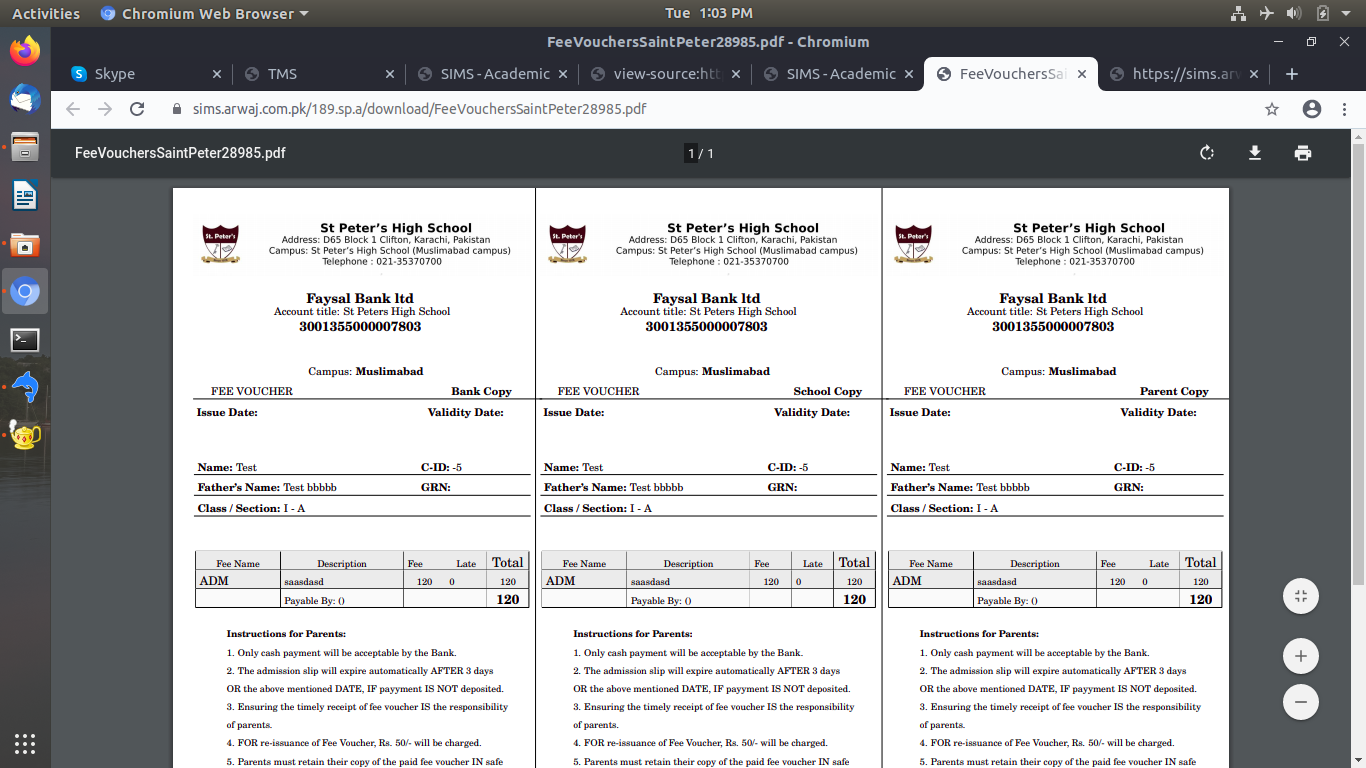 Activities Chromium Web Browser Tue 1:03 PM
FeeVouchersSaintPeter28985.pdf - Chromium
Skype TMS SIMS - Academic view-source:htt SIMS - Academic FeeVouchersSai https://sims.arw
sims.arwaj.com.pk/189.sp.a/download/FeeVouchersSaintPeter28985.pdf
FeeVouchersSaintPeter28985.pdf 1 / 1
St. Peter's
St Peter's High School
Address: D65 Block 1 Clifton, Karachi, Pakistan
Campus: St Peter's High School (Muslimabad campus)
Telephone : 021-35370700
Faysal Bank ltd
Account title: St Peters High School
3001355000007803
Campus: Muslimabad
FEE VOUCHER Bank Copy
Issue Date: Validity Date:
Name: Test C-ID: -5
Father's Name: Test bbbbb GRN:
Class / Section: I - A
Fee Name Description Fee Late Total
ADM saasdasd 120 0 120
Payable By: () 120
Instructions for Parents:
1. Only cash payment will be acceptable by the Bank.
2. The admission slip will expire automatically AFTER 3 days
OR the above mentioned DATE, IF payyment IS NOT deposited.
3. Ensuring the timely receipt of fee voucher IS the responsibility
of parents.
4. FOR re-issuance of Fee Voucher, Rs. 50/- will be charged.
5. Parents must retain their copy of the paid fee voucher IN safe
St. Peter's
St Peter's High School
Address: D65 Block 1 Clifton, Karachi, Pakistan
Campus: St Peter's High School (Muslimabad campus)
Telephone : 021-35370700
Faysal Bank ltd
Account title: St Peters High School
3001355000007803
Campus: Muslimabad
FEE VOUCHER School Copy
Issue Date: Validity Date:
Name: Test C-ID: -5
Father's Name: Test bbbbb GRN:
Class / Section: I - A
Fee Name Description Fee Late Total
ADM saasdasd 120 0 120
Payable By: () 120
Instructions for Parents:
1. Only cash payment will be acceptable by the Bank.
2. The admission slip will expire automatically AFTER 3 days
OR the above mentioned DATE, IF payyment IS NOT deposited.
3. Ensuring the timely receipt of fee voucher IS the responsibility
of parents.
4. FOR re-issuance of Fee Voucher, Rs. 50/- will be charged.
5. Parents must retain their copy of the paid fee voucher IN safe
St. Peter's
St Peter's High School
Address: D65 Block 1 Clifton, Karachi, Pakistan
Campus: St Peter's High School (Muslimabad campus)
Telephone : 021-35370700
Faysal Bank ltd
Account title: St Peters High School
3001355000007803
Campus: Muslimabad
FEE VOUCHER Parent Copy
Issue Date: Validity Date:
Name: Test C-ID: -5
Father's Name: Test bbbbb GRN:
Class / Section: I - A
Fee Name Description Fee Late Total
ADM saasdasd 120 0 120
Payable By: () 120
Instructions for Parents:
1. Only cash payment will be acceptable by the Bank.
2. The admission slip will expire automatically AFTER 3 days
OR the above mentioned DATE, IF payyment IS NOT deposited.
3. Ensuring the timely receipt of fee voucher IS the responsibility
of parents.
4. FOR re-issuance of Fee Voucher, Rs. 50/- will be charged.
5. Parents must retain their copy of the paid fee voucher IN safe